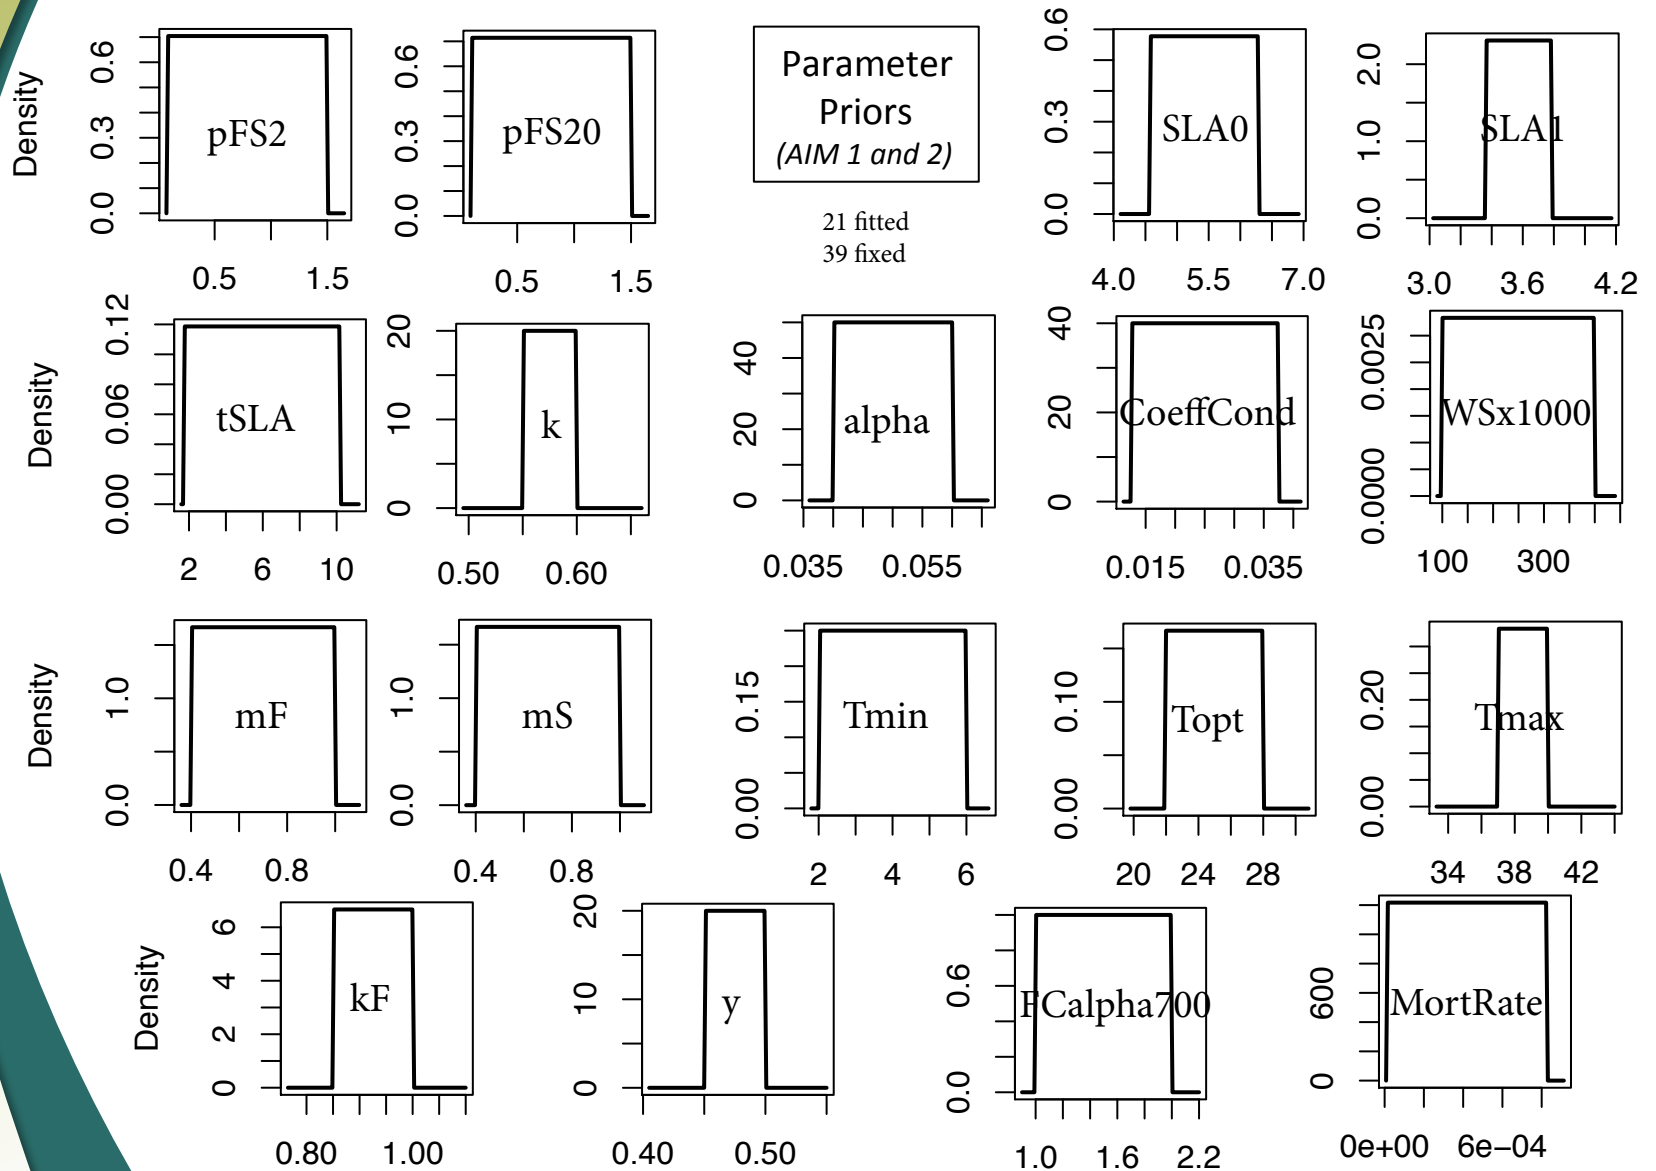 Density
0.0 0.3 0.6
pFS2
0.5 1.5
0.0 0.3 0.6
pFS20
0.5 1.5
Parameter
Priors
(AIM 1 and 2)
21 fitted
39 fixed
0.0 0.3 0.6
SLA0
4.0 5.5 7.0
0.0 1.0 2.0
SLA1
3.0 3.6 4.2
Density
0.00 0.06 0.12
tSLA
2 6 10
0 10 20
k
0.50 0.60
0 20 40
alpha
0.035 0.055
0 20 40
CoeffCond
0.015 0.035
0.0000 0.0025
WSx1000
100 300
Density
0.0 1.0
mF
0.4 0.8
0.0 1.0
mS
0.4 0.8
0.00 0.15
Tmin
2 4 6
0.00 0.10
Topt
20 24 28
0.00 0.20
Tmax
34 38 42
Density
0 2 4 6
kF
0.80 1.00
0 10 20
y
0.40 0.50
0.0 0.6
FCalpha700
1.0 1.6 2.2
0 600
MortRate
0e+00 6e−04